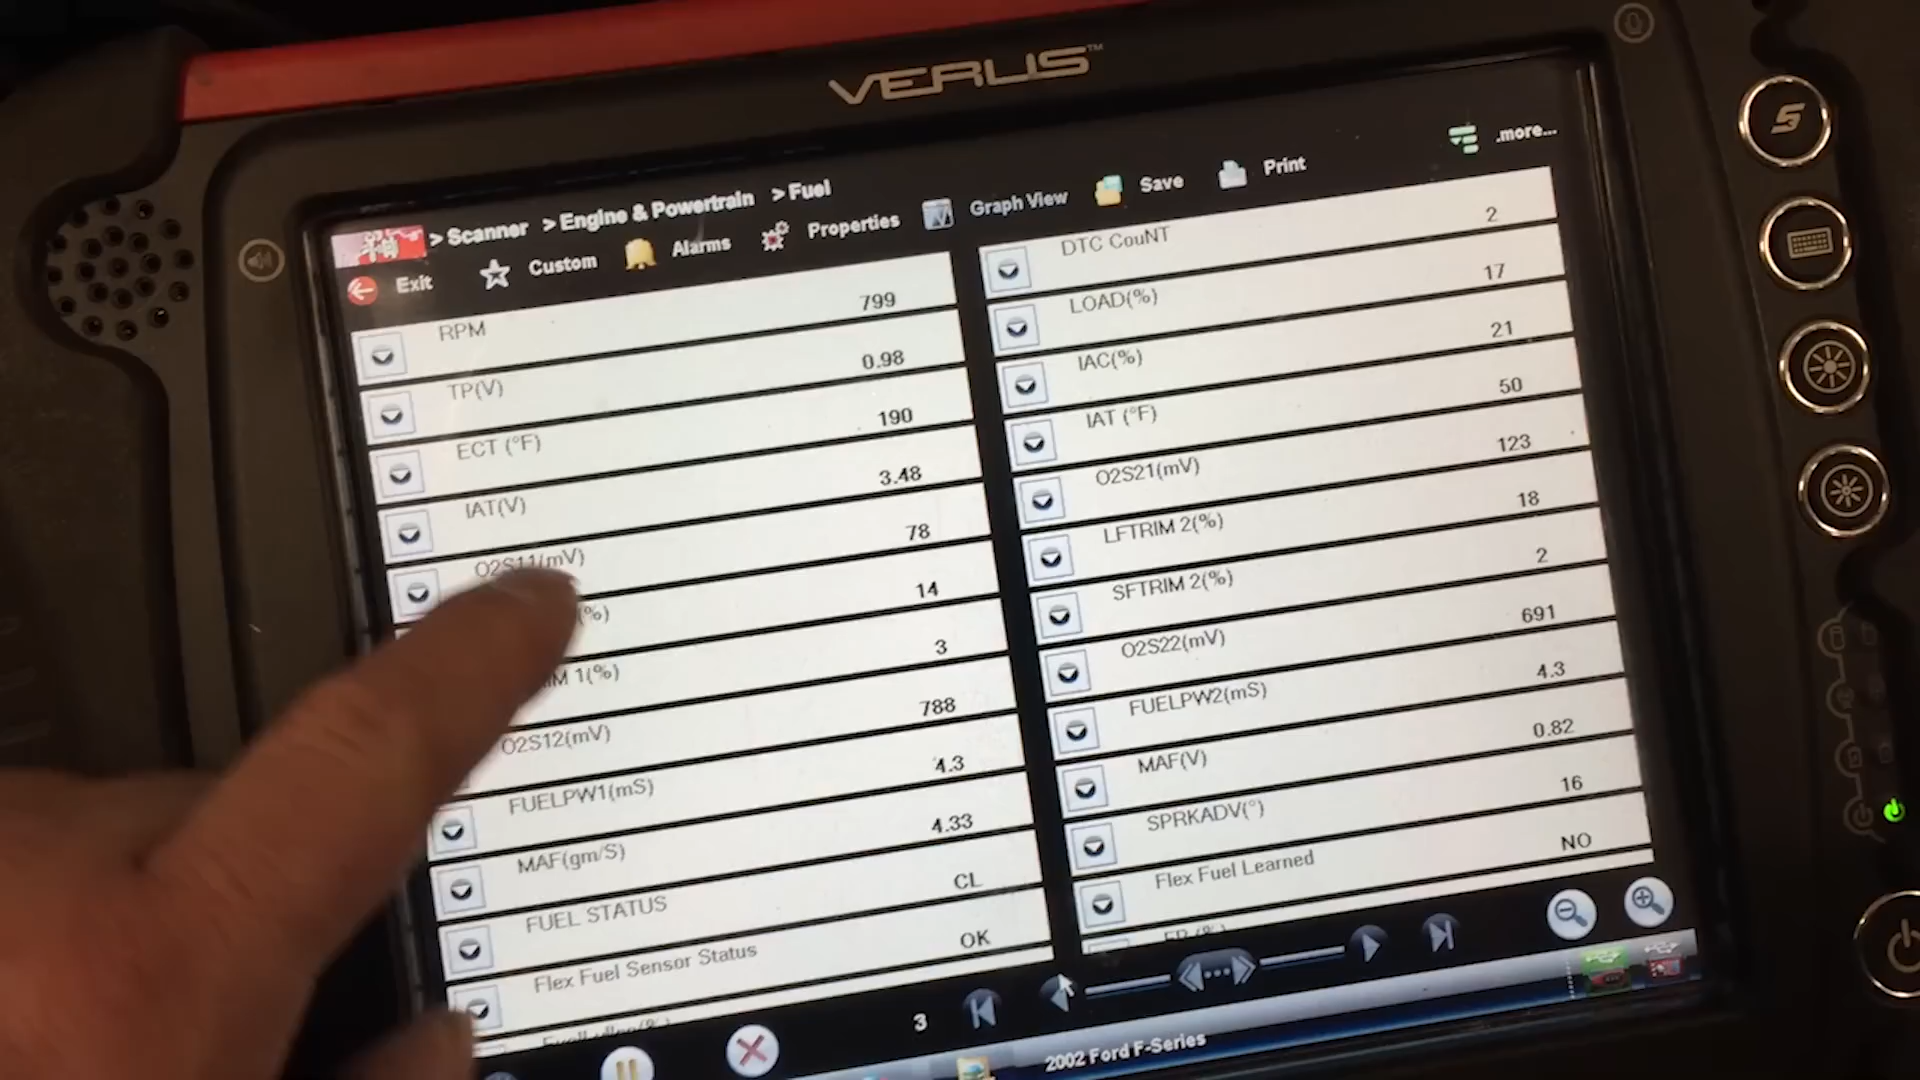 VERUS™
> Scanner > Engine & Powertrain > Fuel
.more...
Exit Custom Alarms Properties Graph View Save Print
RPM 799
TP(V) 0.98
ECT (°F) 190
IAT(V) 3.48
O2S11(mV) 78
(%) 14
M 1(%) 3
O2S12(mV) 788
FUELPW1(mS) 4.3
MAF(gm/S) 4.33
FUEL STATUS CL
Flex Fuel Sensor Status OK
DTC CouNT 2
LOAD(%) 17
IAC(%) 21
IAT (°F) 50
O2S21(mV) 123
LFTRIM 2(%) 18
SFTRIM 2(%) 2
O2S22(mV) 691
FUELPW2(mS) 4.3
MAF(V) 0.82
SPRKADV(°) 16
Flex Fuel Learned NO
3
2002 Ford F-Series
S